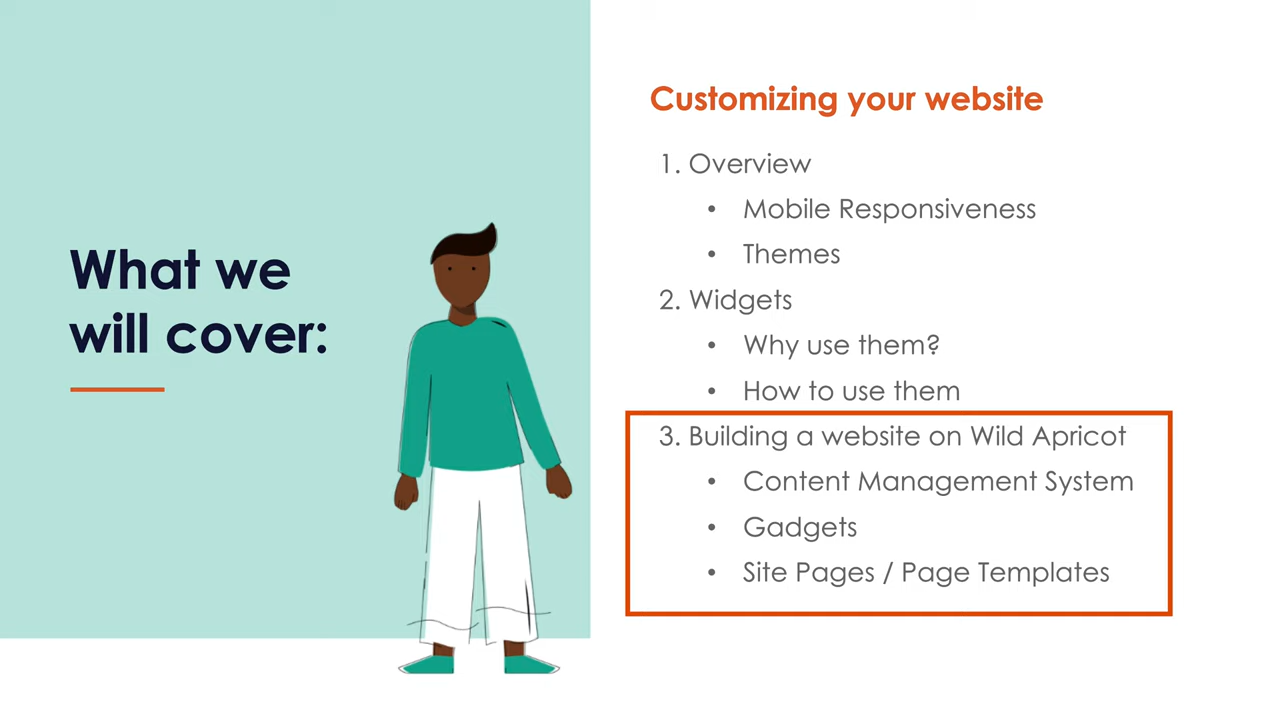 What we
will cover:
Customizing your website
1. Overview
• Mobile Responsiveness
• Themes
2. Widgets
• Why use them?
• How to use them
3. Building a website on Wild Apricot
• Content Management System
• Gadgets
• Site Pages / Page Templates